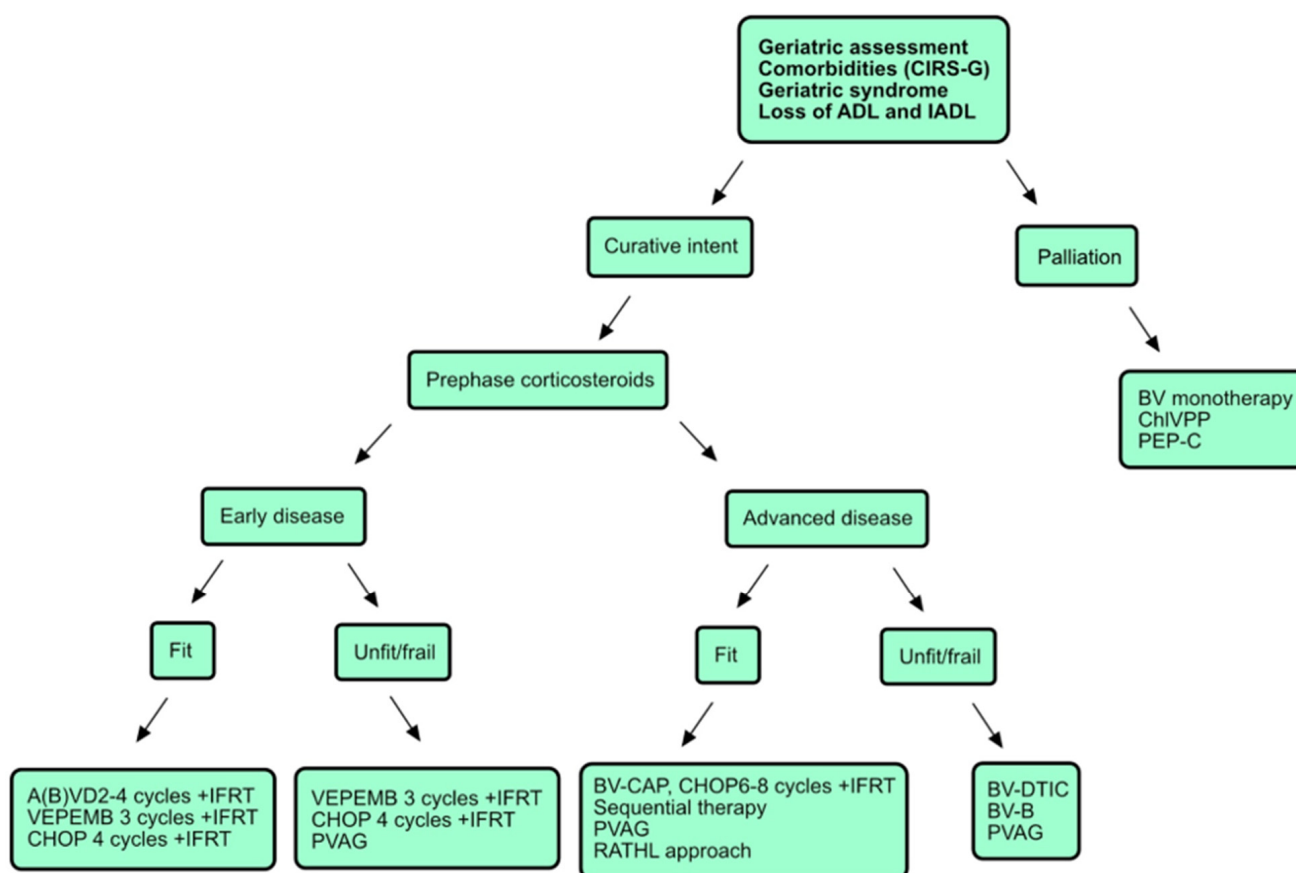 Geriatric assessment
Comorbidities (CIRS-G)
Geriatric syndrome
Loss of ADL and IADL
Curative intent
Palliation
Prephase corticosteroids
BV monotherapy
ChlVPP
PEP-C
Early disease
Advanced disease
Fit
Unfit/frail
Fit
Unfit/frail
A(B)VD2-4 cycles +IFRT
VEPEMB 3 cycles +IFRT
CHOP 4 cycles +IFRT
VEPEMB 3 cycles +IFRT
CHOP 4 cycles +IFRT
PVAG
BV-CAP, CHOP6-8 cycles +IFRT
Sequential therapy
PVAG
RATHL approach
BV-DTIC
BV-B
PVAG